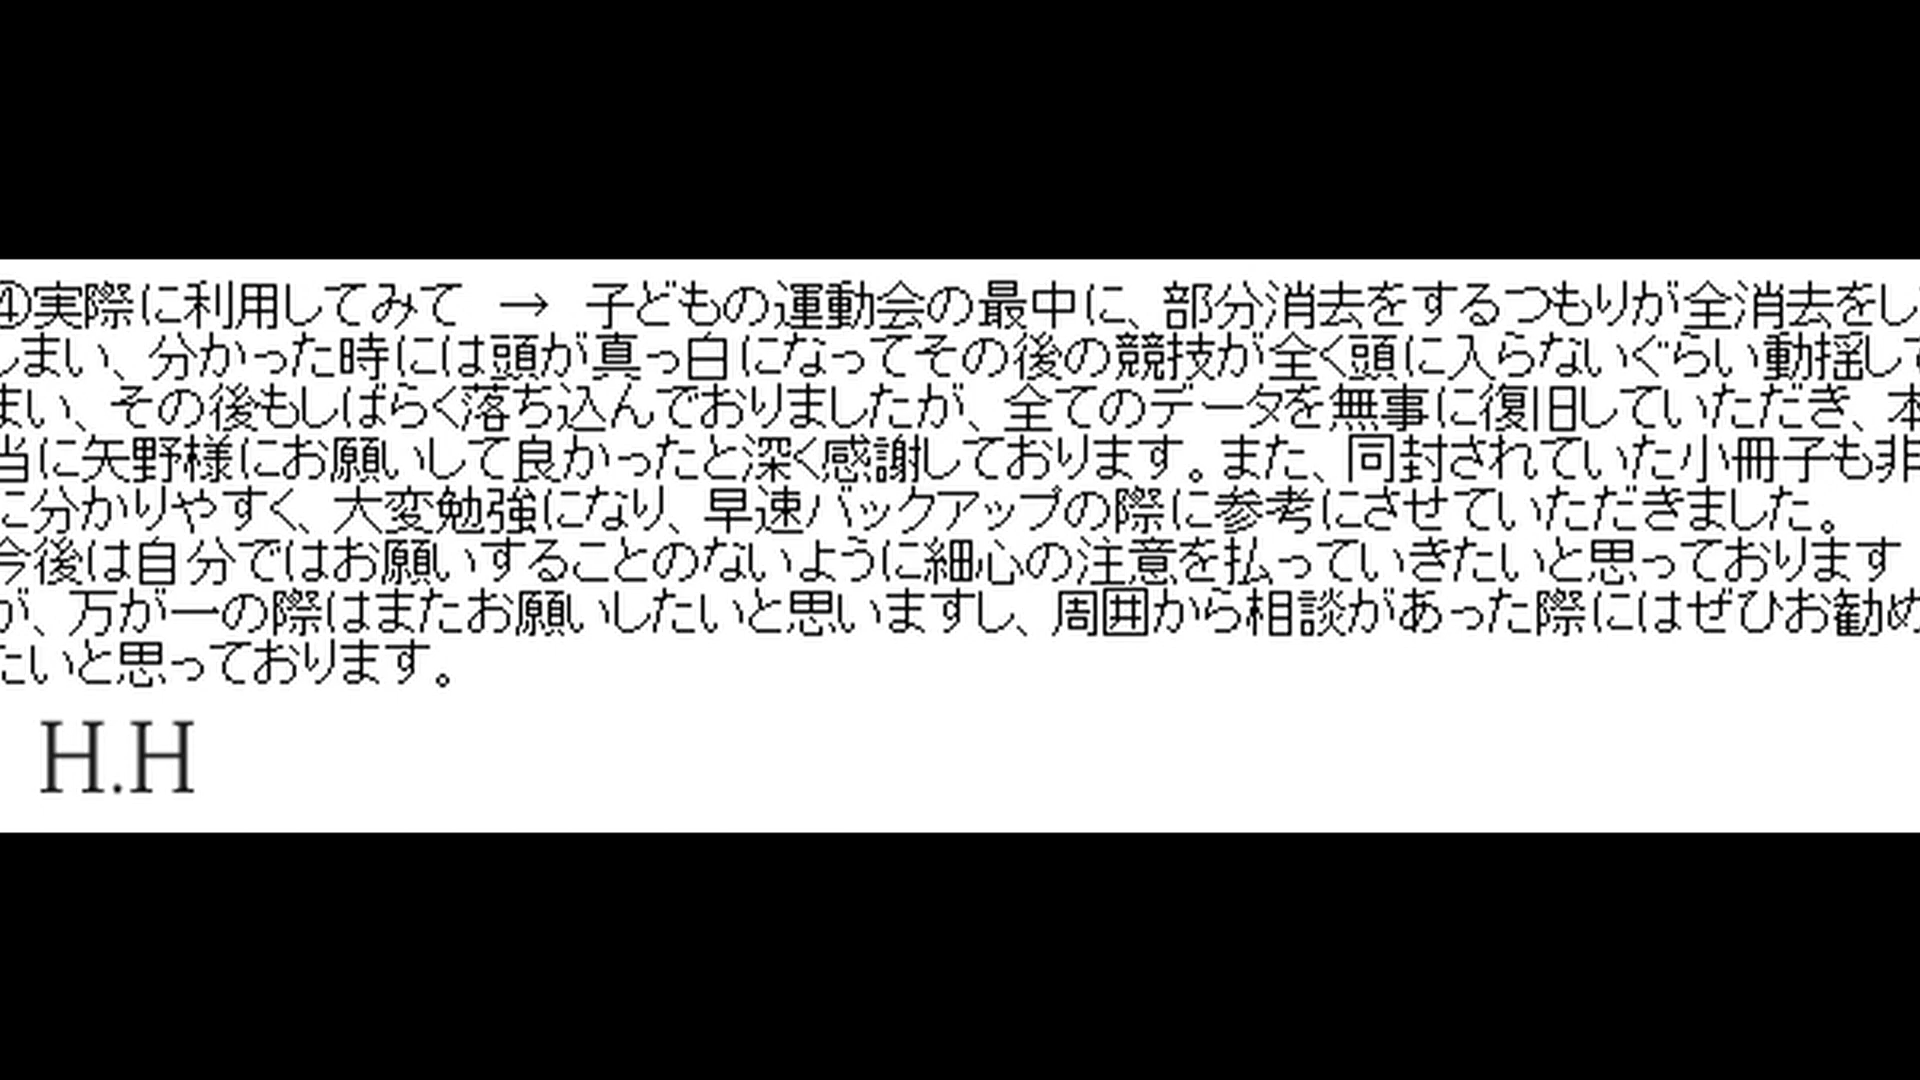 ④実際に利用してみて → 子どもの運動会の最中に、部分消去をするつもりが全消去をし
しまい、分かった時には頭が真っ白になってその後の競技が全く頭に入らないぐらい動揺して
まい、その後もしばらく落ち込んでおりましたが、全てのデータを無事に復旧していただき、本
当に矢野様にお願いして良かったと深く感謝しております。また、同封されていた小冊子も非
に分かりやすく、大変勉強になり、早速バックアップの際に参考にさせていただきました。
今後は自分ではお願いすることのないように細心の注意を払っていきたいと思っております
が、万が一の際はまたお願いしたいと思いますし、周囲から相談があった際にはぜひお勧め
たいと思っております。
H.H